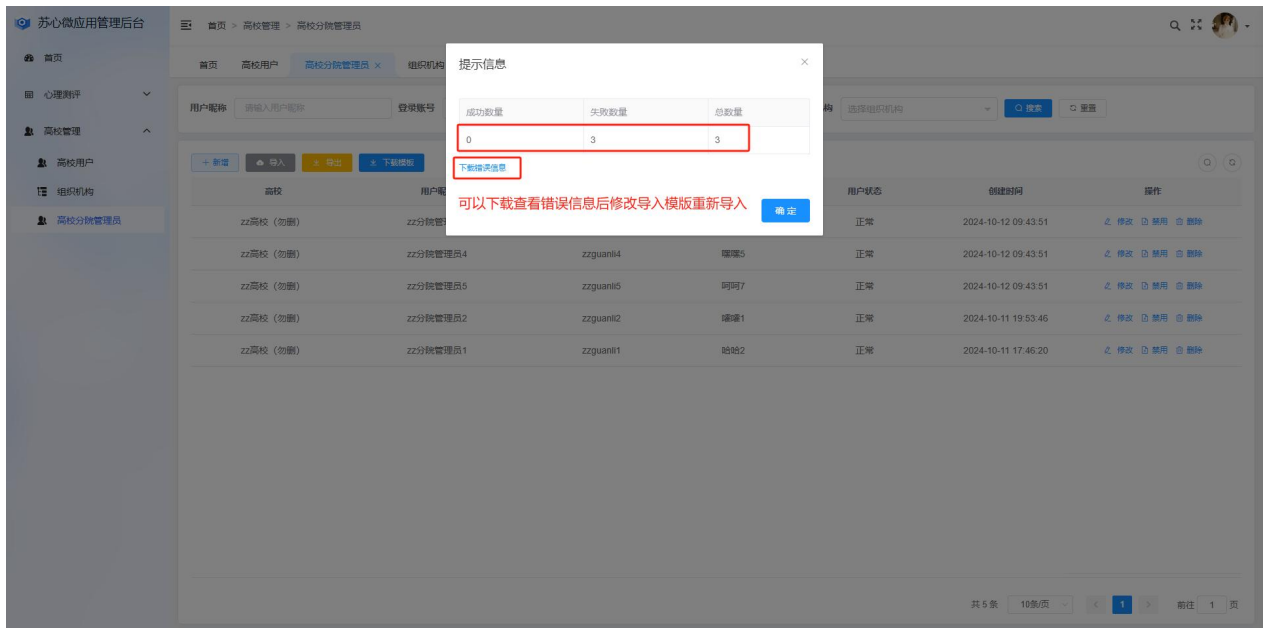 苏心微应用管理后台
首页 > 高校管理 > 高校分院管理员
首页
心理测评
高校管理
高校用户
组织机构
高校分院管理员
首页 高校用户 高校分院管理员 × 组织机构
用户昵称 请输入用户昵称 登录账号 构 选择组织机构 搜索 重置
+ 新增 导入 导出 下载模板
提示信息 ×
成功数量 失败数量 总数量
0 3 3
下载错误信息
可以下载查看错误信息后修改导入模版重新导入
确定
高校 用户昵 用户状态 创建时间 操作
zz高校（勿删） zz分院管 正常 2024-10-12 09:43:51 修改 禁用 删除
zz高校（勿删） zz分院管理员4 zzguanli4 嘿嘿5 正常 2024-10-12 09:43:51 修改 禁用 删除
zz高校（勿删） zz分院管理员5 zzguanli5 呵呵7 正常 2024-10-12 09:43:51 修改 禁用 删除
zz高校（勿删） zz分院管理员2 zzguanli2 正常 2024-10-11 19:53:46 修改 禁用 删除
zz高校（勿删） zz分院管理员1 zzguanli1 哈哈2 正常 2024-10-11 17:46:20 修改 禁用 删除
共 5 条 10条/页 < 1 > 前往 1 页